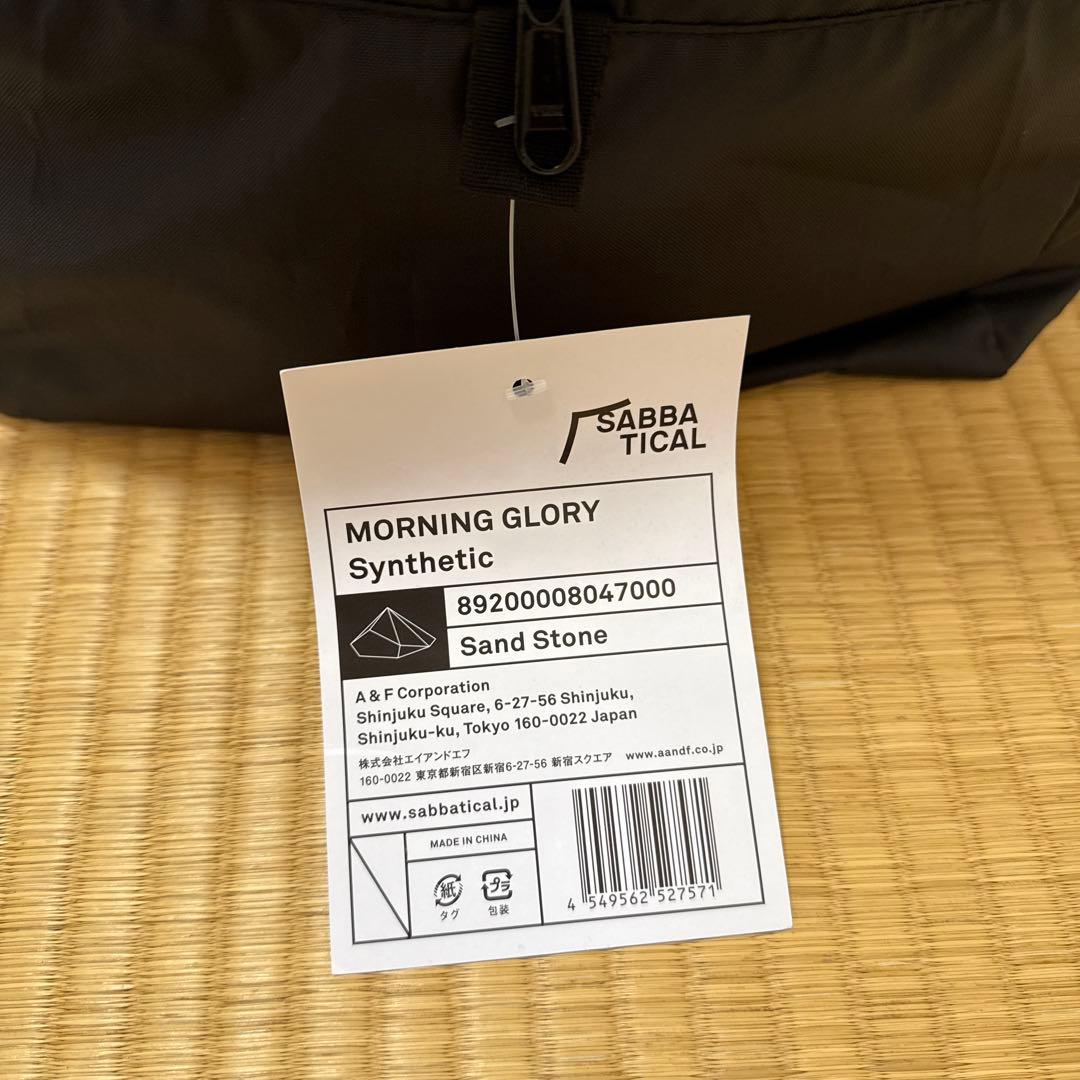 SABBA
TICAL
MORNING GLORY
Synthetic
89200008047000
Sand Stone
A & F Corporation
Shinjuku Square, 6-27-56 Shinjuku,
Shinjuku-ku, Tokyo 160-0022 Japan
株式会社エイアンドエフ
160-0022 東京都新宿区新宿6-27-56 新宿スクエア www.aandf.co.jp
www.sabbatical.jp
MADE IN CHINA
紙
タグ
プラ
包装
4 549562 527571